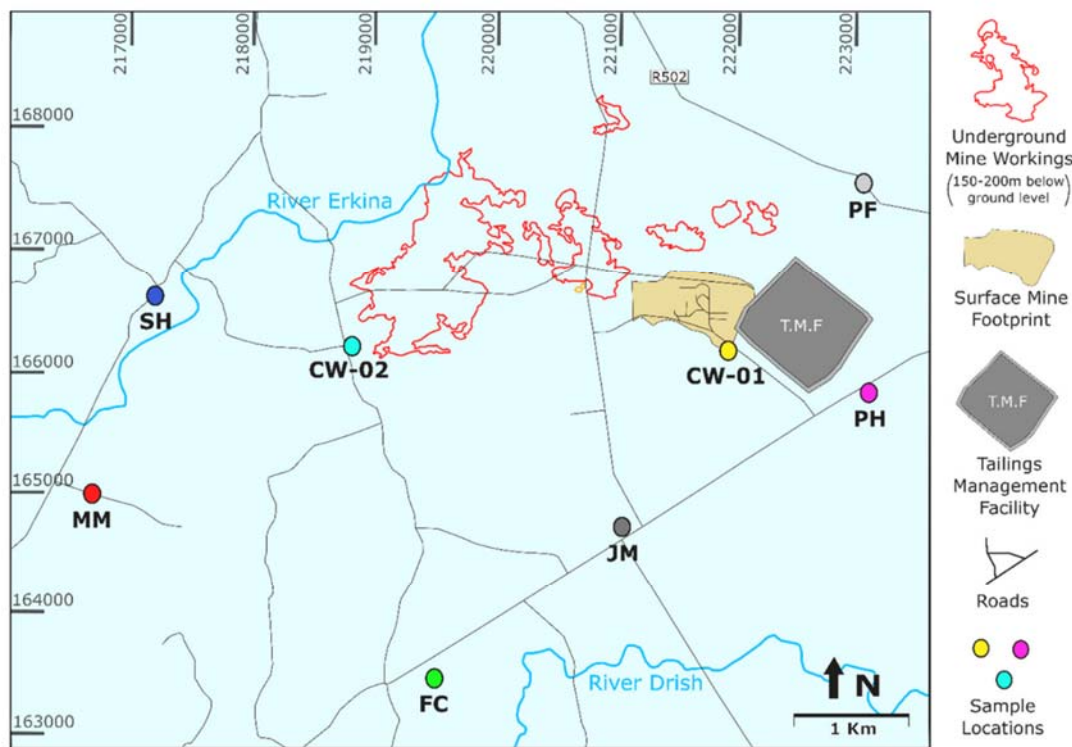 217000
218000
219000
220000
221000
222000
223000
R502
168000
167000
166000
165000
164000
163000
River Erkina
PF
SH
CW-02
CW-01
T.M.F
PH
MM
JM
FC
River Drish
N
1 Km
Underground
Mine Workings
(150-200m below
ground level)
Surface Mine
Footprint
T.M.F
Tailings
Management
Facility
Roads
Sample
Locations